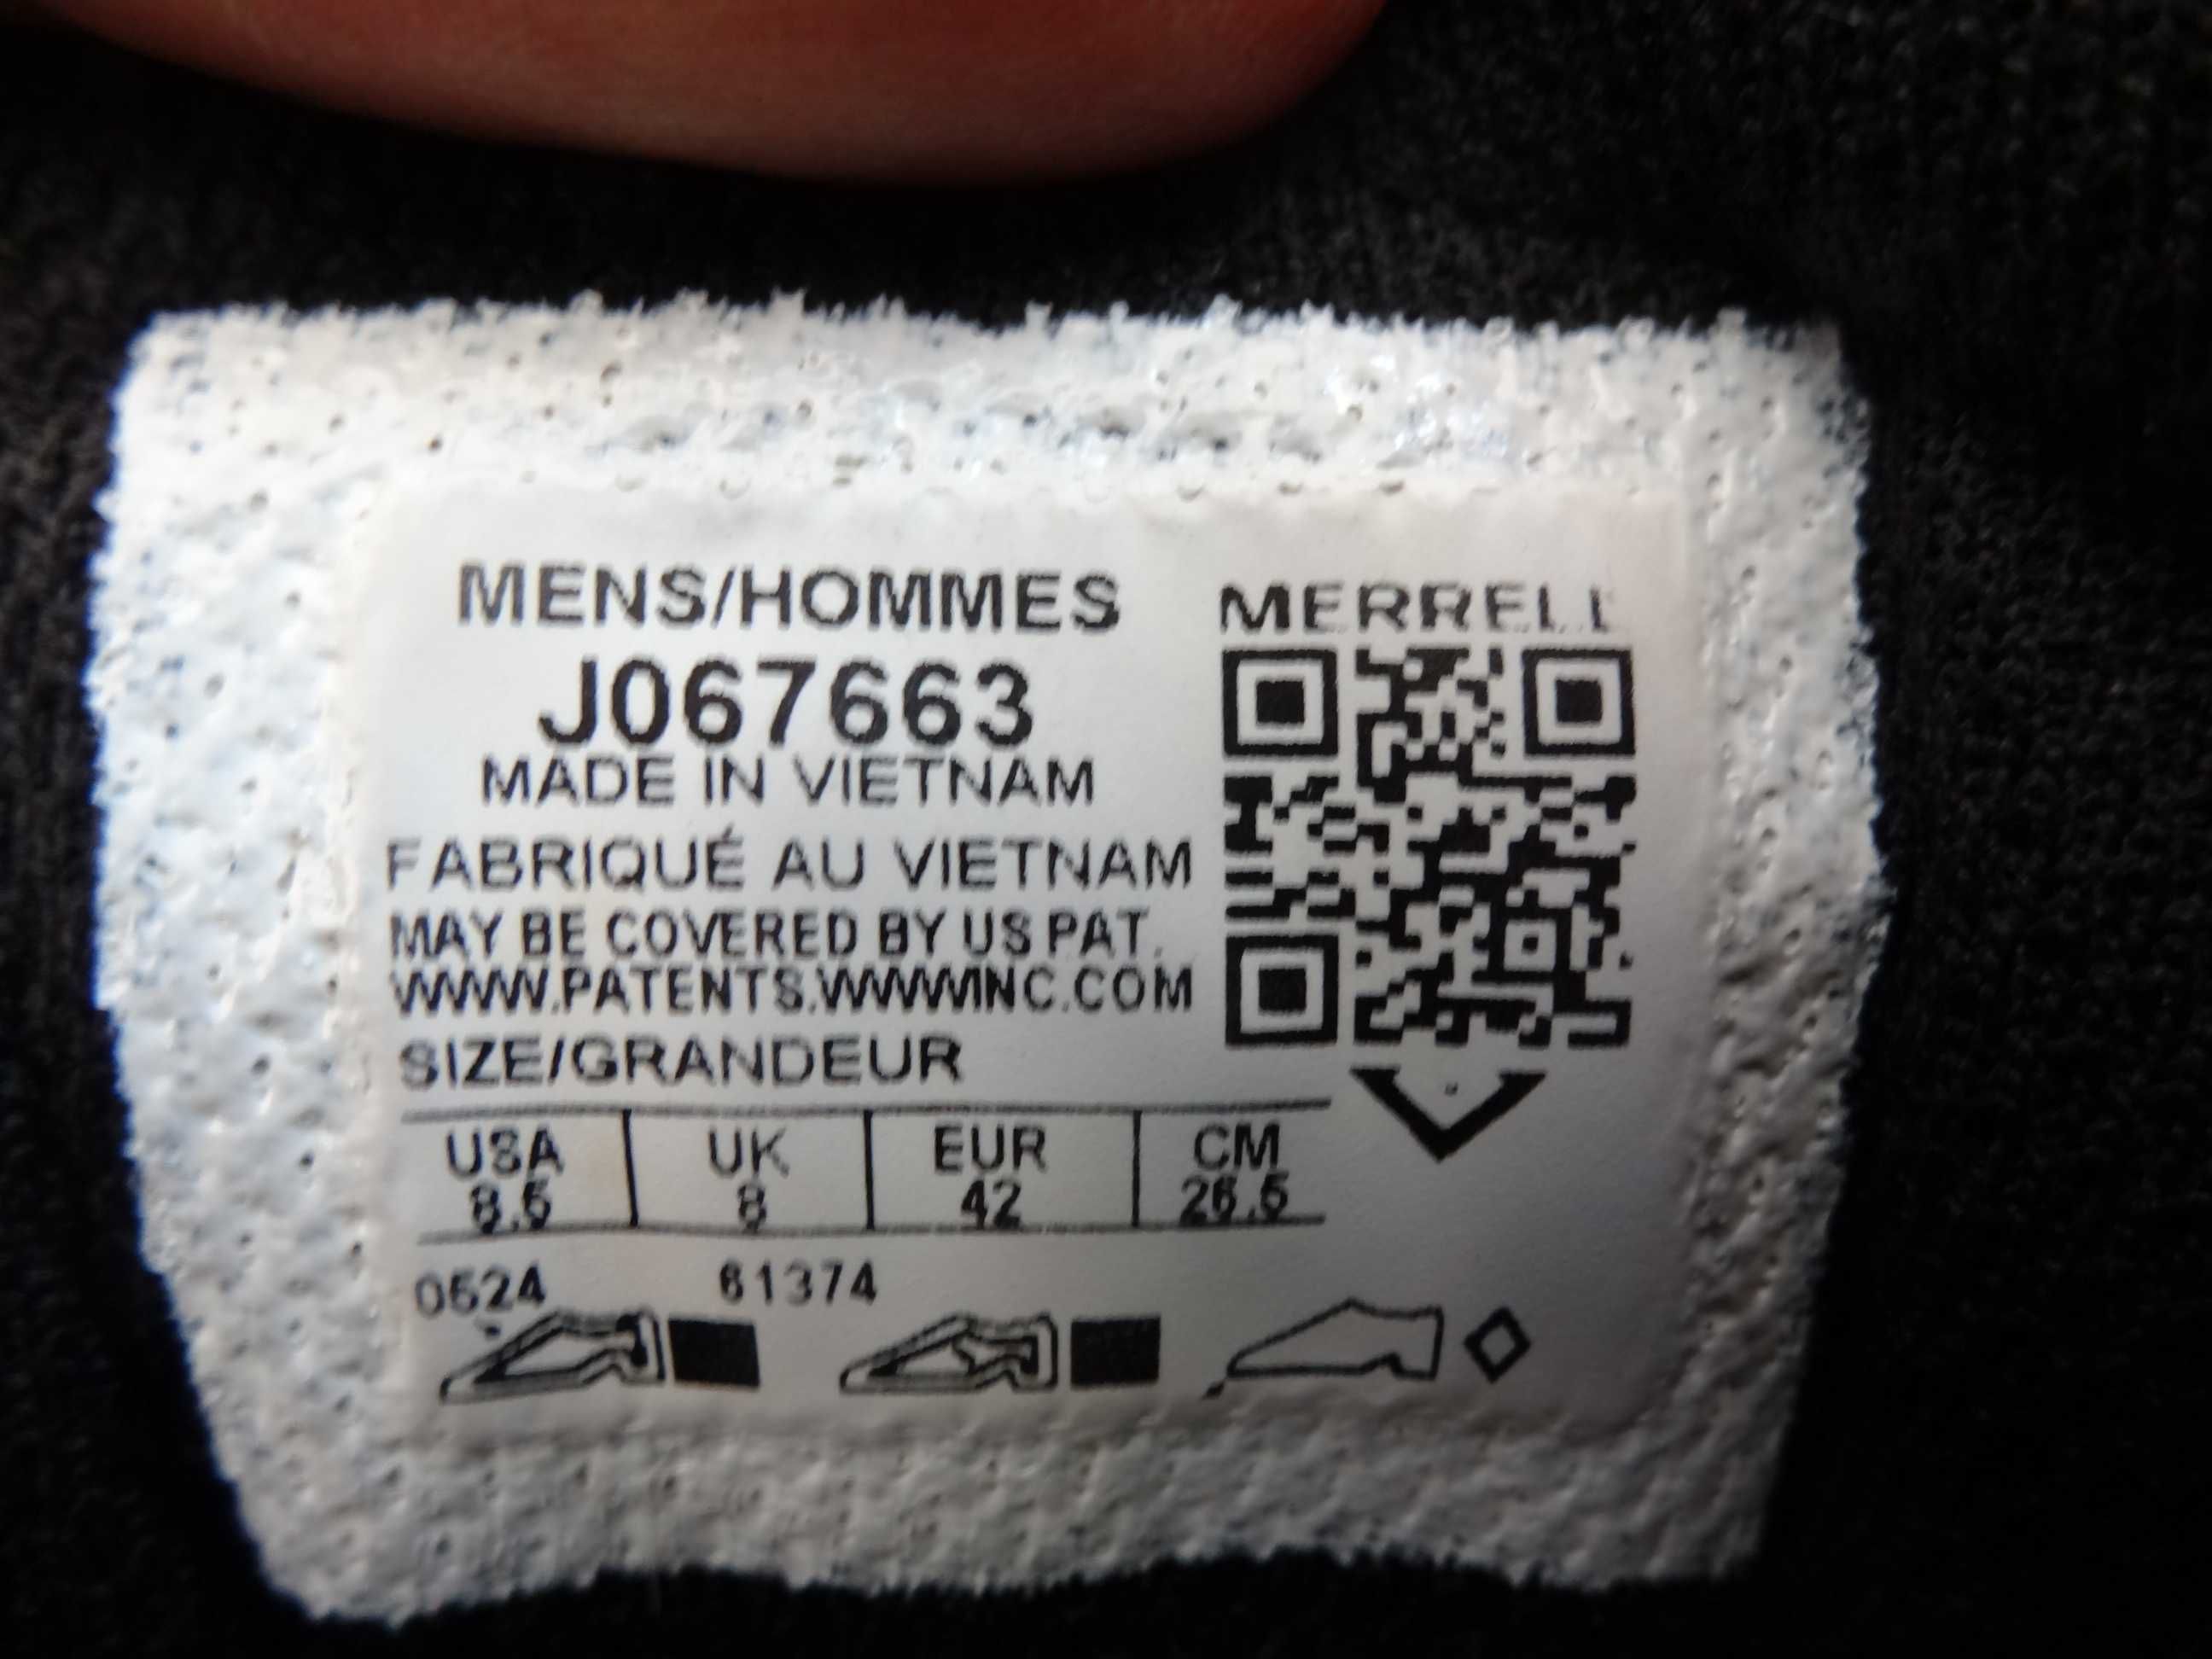 MENS/HOMMES
J067663
MADE IN VIETNAM
FABRIQUÉ AU VIETNAM
MAY BE COVERED BY US PAT.
WWW.PATENTS.WWWINC.COM
MERRELL
SIZE/GRANDEUR
USA UK EUR CM
8.5 8 42 26.5
0524 61374